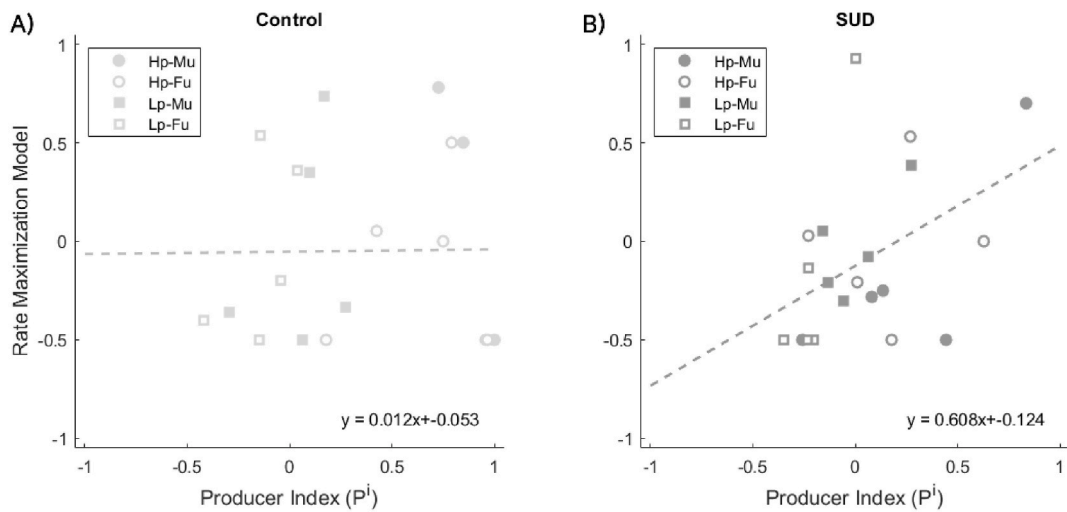 A)
Control
1
0.5
0
-0.5
-1
Rate Maximization Model
Hp-Mu
Hp-Fu
Lp-Mu
Lp-Fu
y = 0.012x+-0.053
-1
-0.5
0
0.5
1
Producer Index (Pⁱ)
B)
SUD
1
0.5
0
-0.5
-1
Hp-Mu
Hp-Fu
Lp-Mu
Lp-Fu
y = 0.608x+-0.124
-1
-0.5
0
0.5
1
Producer Index (Pⁱ)